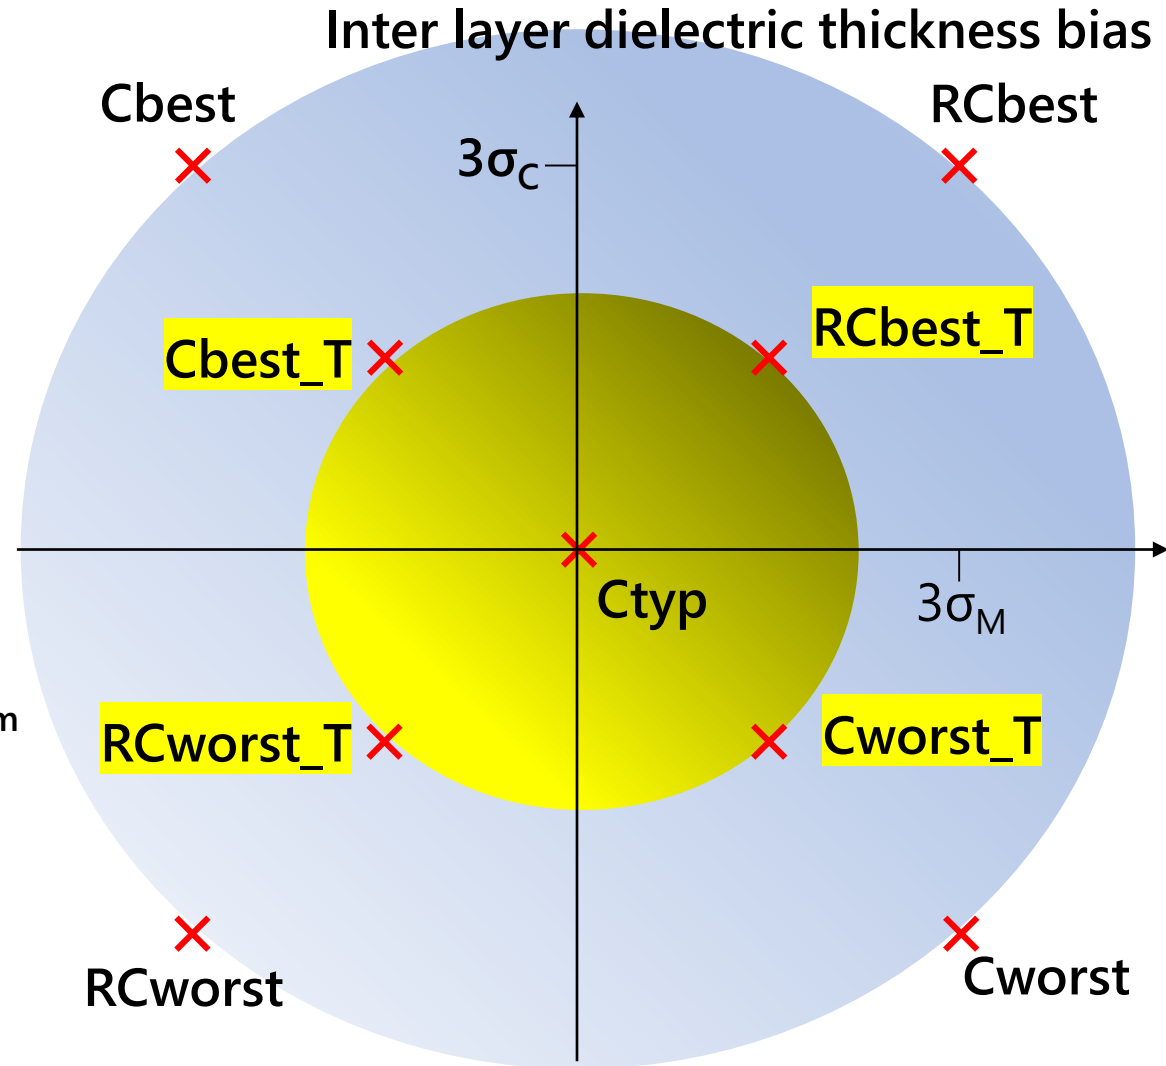 Inter layer dielectric thickness bias
Cbest
RCbest
3σC
RCbest_T
Cbest_T
Ctyp
3σM
m
RCworst_T
Cworst_T
RCworst
Cworst